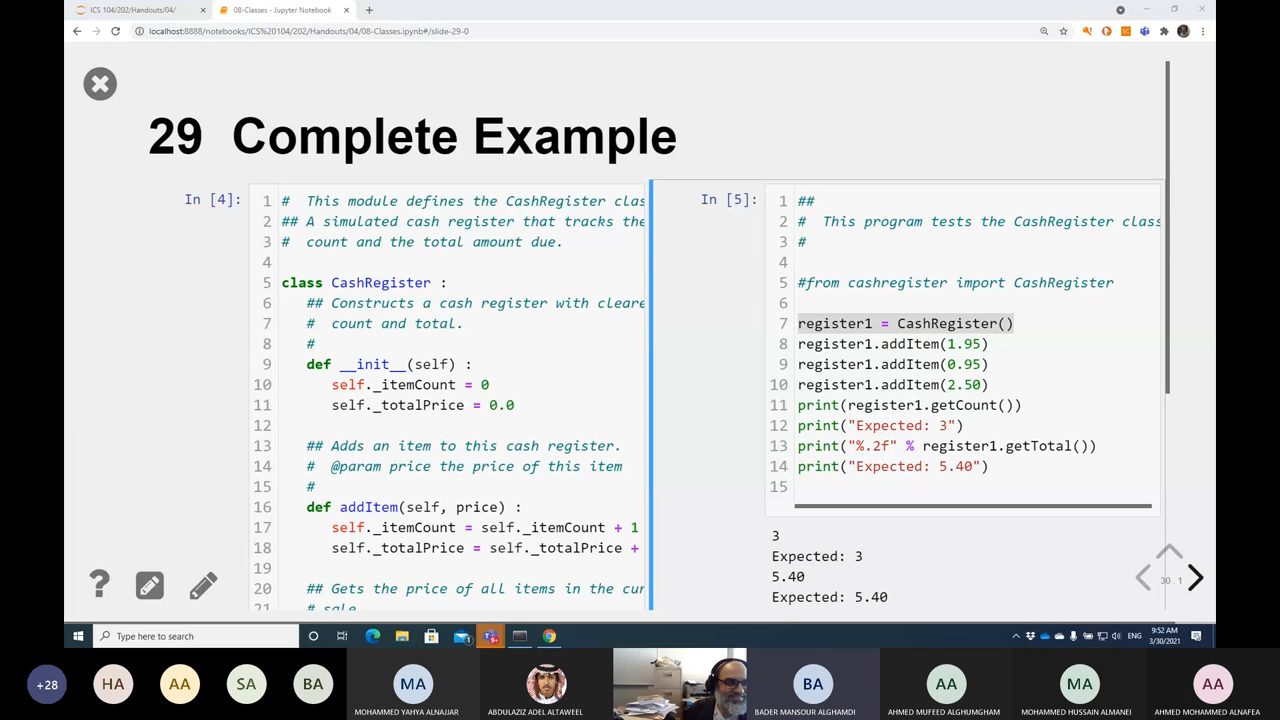 ICS 104/202/Handouts/04/
08-Classes - Jupyter Notebook
localhost:8888/notebooks/ICS%20104/202/Handouts/04/08-Classes.ipynb#/slide-29-0
29 Complete Example
In [4]:
1 # This module defines the CashRegister clas
2 ## A simulated cash register that tracks the
3 # count and the total amount due.
4
5 class CashRegister :
6 ## Constructs a cash register with cleare
7 # count and total.
8 #
9 def __init__(self) :
10 self._itemCount = 0
11 self._totalPrice = 0.0
12
13 ## Adds an item to this cash register.
14 # @param price the price of this item
15 #
16 def addItem(self, price) :
17 self._itemCount = self._itemCount + 1
18 self._totalPrice = self._totalPrice +
19
20 ## Gets the price of all items in the cur
21 # sale
In [5]:
1 ##
2 # This program tests the CashRegister class
3 #
4
5 #from cashregister import CashRegister
6
7 register1 = CashRegister()
8 register1.addItem(1.95)
9 register1.addItem(0.95)
10 register1.addItem(2.50)
11 print(register1.getCount())
12 print("Expected: 3")
13 print("%.2f" % register1.getTotal())
14 print("Expected: 5.40")
15
3
Expected: 3
5.40
Expected: 5.40
30 . 1
Type here to search
ENG
9:52 AM
3/30/2021
+28
HA
AA
SA
BA
MA
MOHAMMED YAHYA ALNAJJAR
ABDULAZIZ ADEL ALTAWEEL
BA
BADER MANSOUR ALGHAMDI
AA
AHMED MUFEED ALGHUMGHAM
MA
MOHAMMED HUSSAIN ALMANEI
AA
AHMED MOHAMMED ALNAFEA